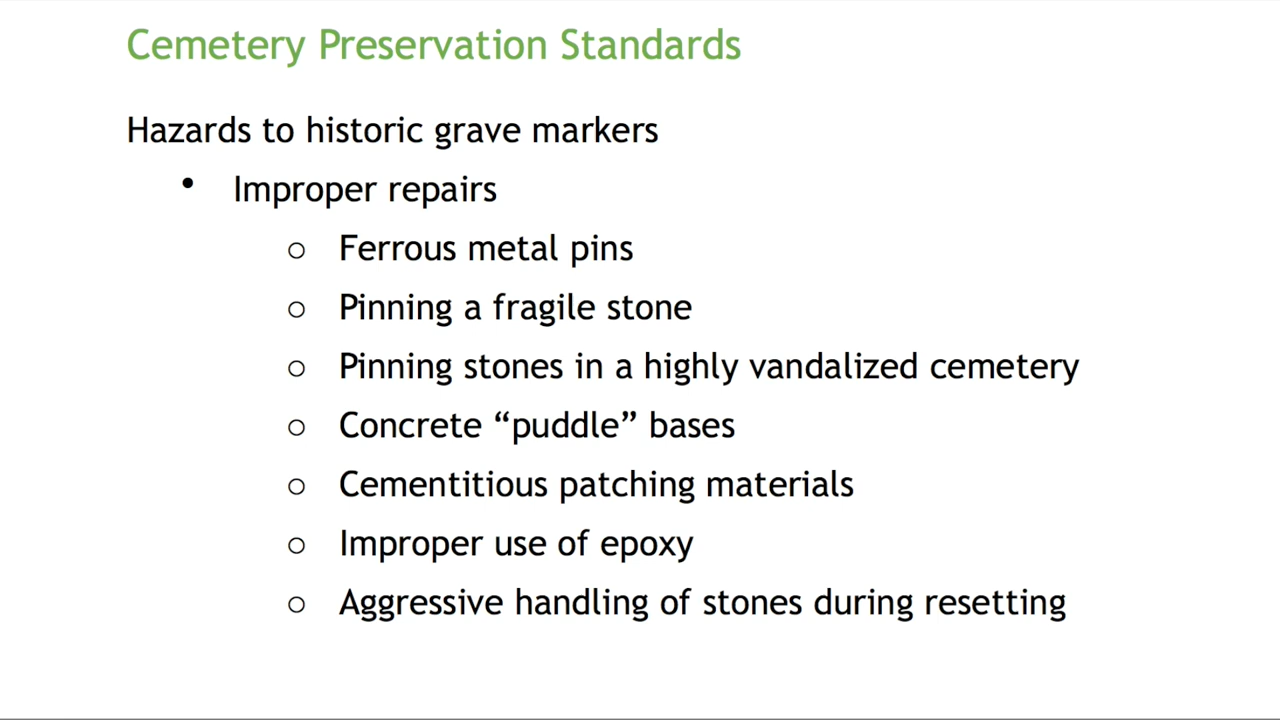 Cemetery Preservation Standards
Hazards to historic grave markers
• Improper repairs
○ Ferrous metal pins
○ Pinning a fragile stone
○ Pinning stones in a highly vandalized cemetery
○ Concrete “puddle” bases
○ Cementitious patching materials
○ Improper use of epoxy
○ Aggressive handling of stones during resetting